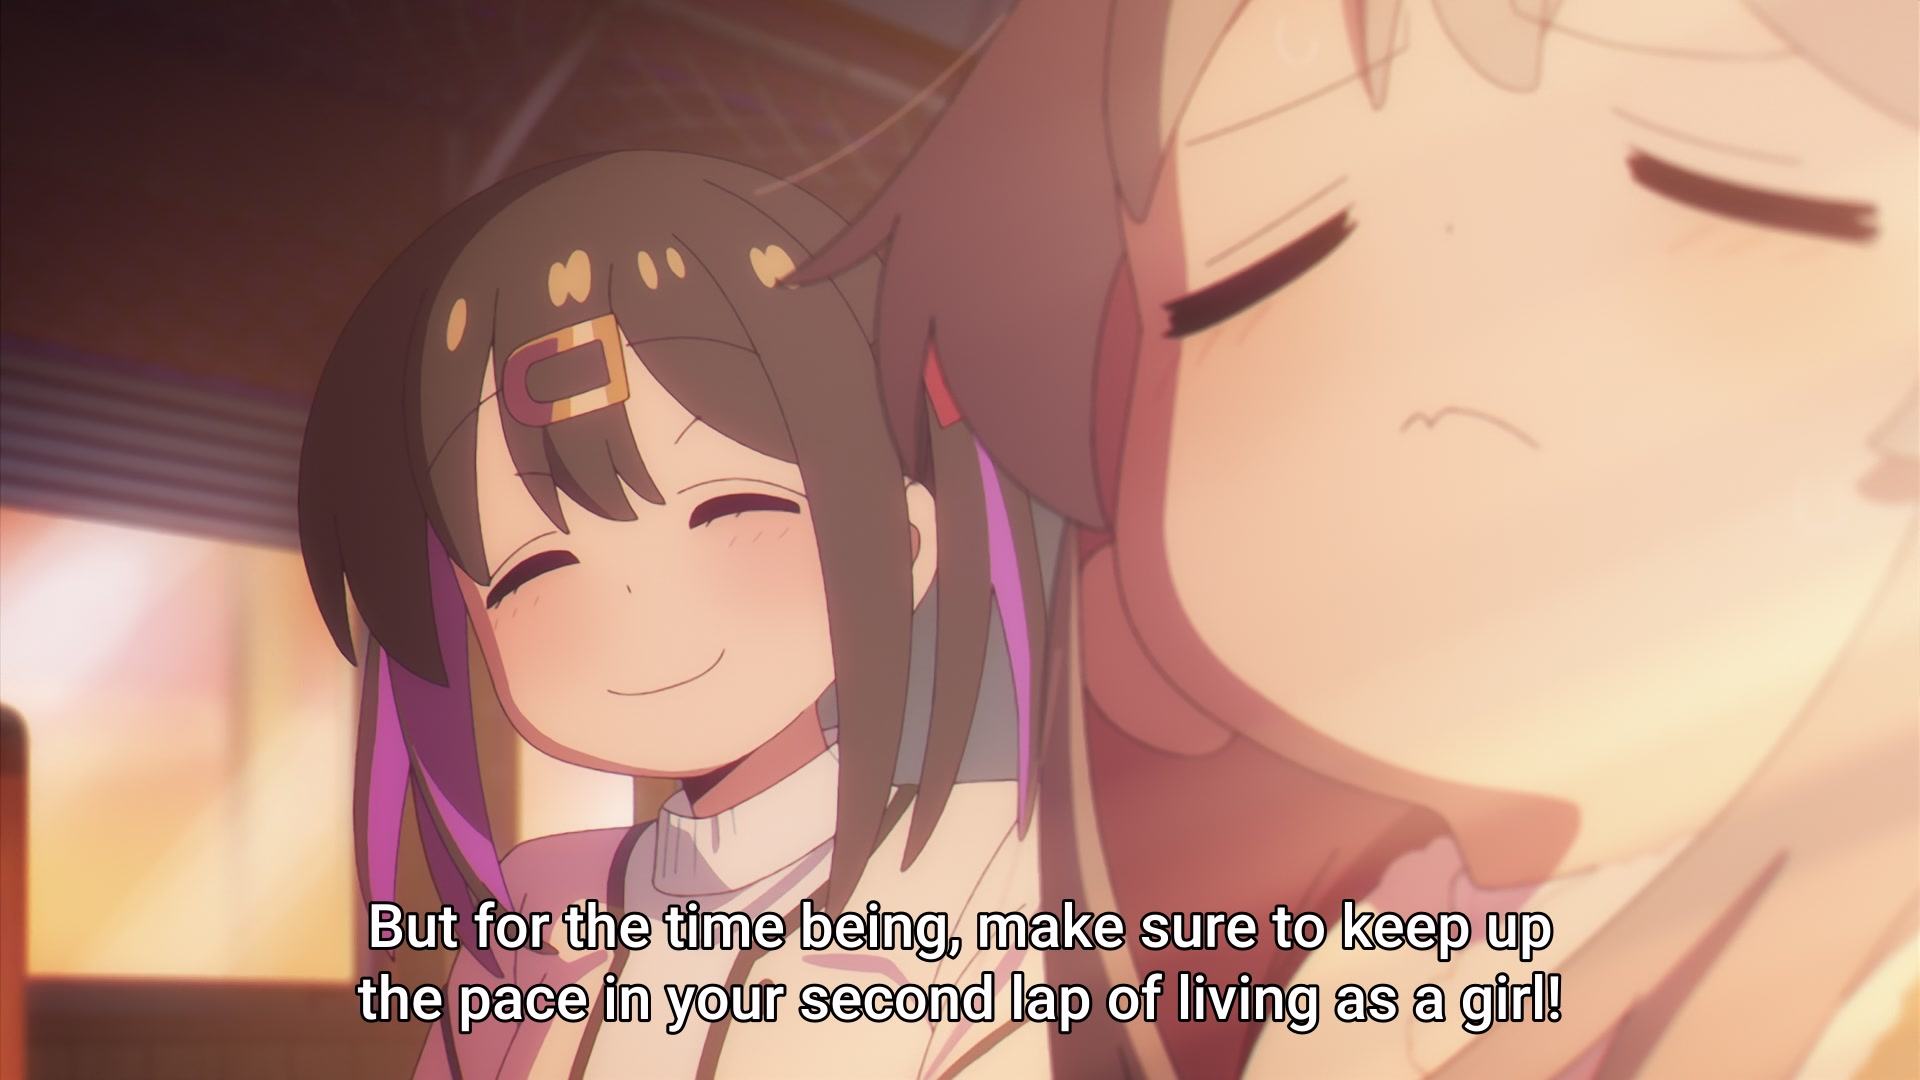 But for the time being, make sure to keep up
the pace in your second lap of living as a girl!